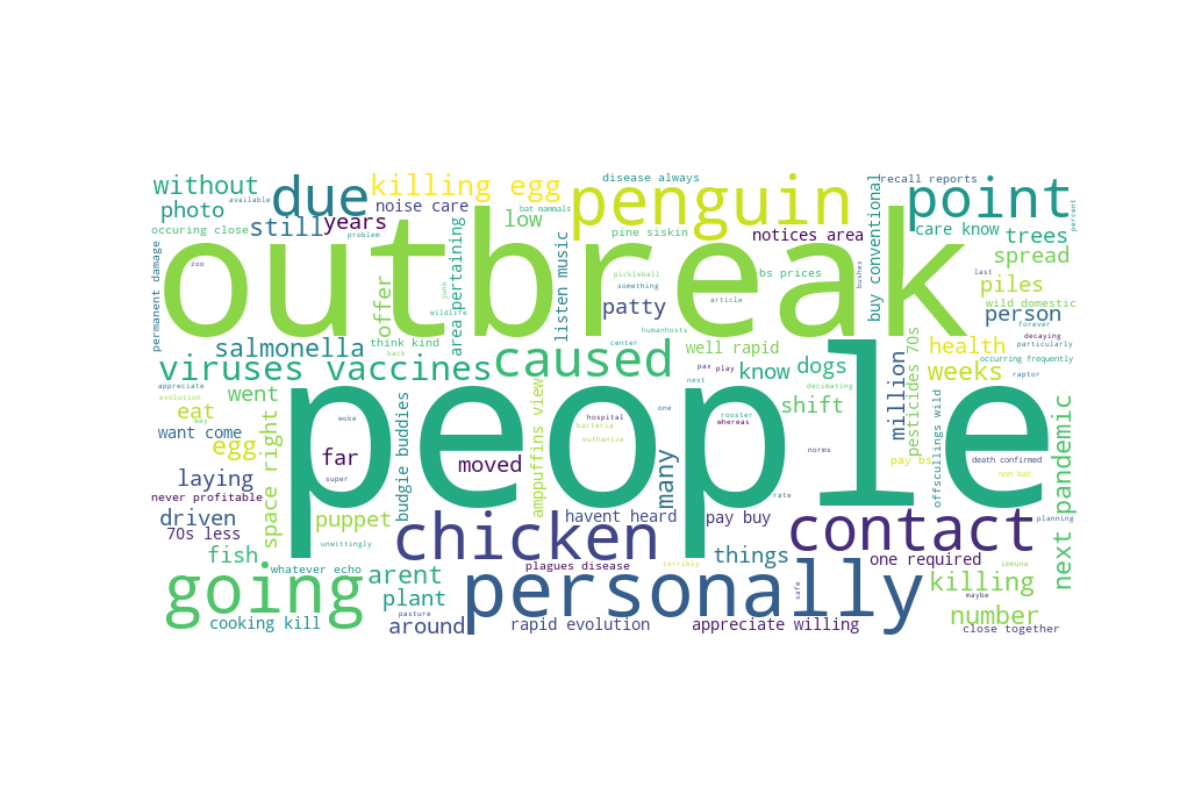 without
available
photo
occuring close
due
still
years
problem
killing egg
noise care
bat mammals
low
disease always
pine siskin
penguin
notices area
bs prices
recall reports
point
care know
trees
percent
spread
last
piles
wild domestic
forever
person
decaying
particularly
occurring frequently
outbreak
permanent damage
zoo
offer
junk
wildlife
area pertaining
listen music
pickleball
something
article
patty
humanhosts
center
bushes
buy conventional
salmonella
think kind
back
viruses vaccines
caused
well rapid
pax play
know
dogs
next
decimating
shift
million
pesticides 70s
health
weeks
raptor
appreciate
evolution
went
way
eat
want come
woke
egg
far
super
laying
never profitable
space right
budgie buddies
people
moved
amppuffins view
hospital
bacteria
euthanize
one
rooster
whereas
many
norms
rate
pay bs
offscullings wild
death confirmed
non bat
next pandemic
driven
70s less
puppet
unwittingly
fish
whatever echo
chicken
havent heard
plagues disease
pay buy
terribly
things
contact
planning
one required
immune
going
cooking kill
arent
plant
pasture
around
personally
rapid evolution
appreciate willing
safe
killing
maybe
number
close together